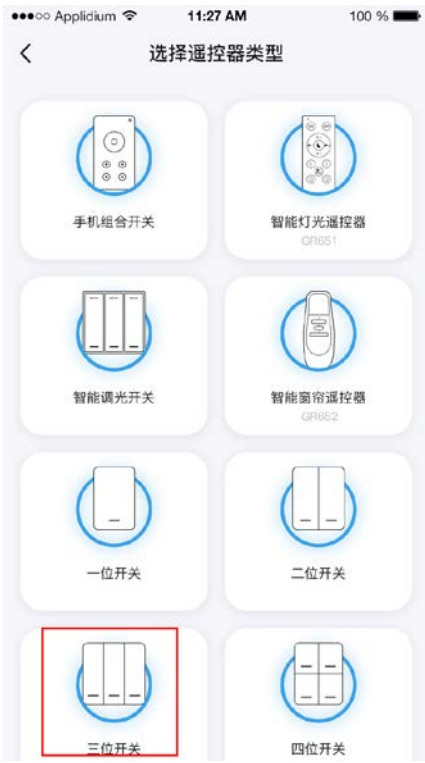 Applidium 11:27 AM 100 %
选择遥控器类型
手机组合开关 智能灯光遥控器
GR651
智能调光开关 智能窗帘遥控器
GR652
一位开关 二位开关
三位开关 四位开关